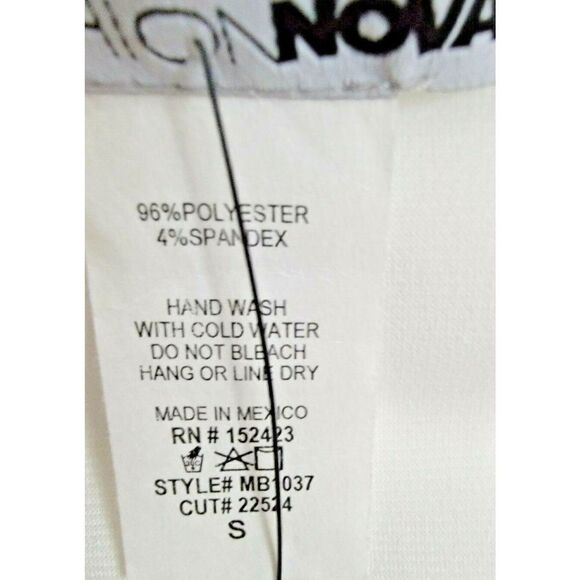 HIONNOVA
96%POLYESTER
4%SPANDEX
HAND WASH
WITH COLD WATER
DO NOT BLEACH
HANG OR LINE DRY
MADE IN MEXICO
RN # 152423
STYLE# MB1037
CUT# 22524
S